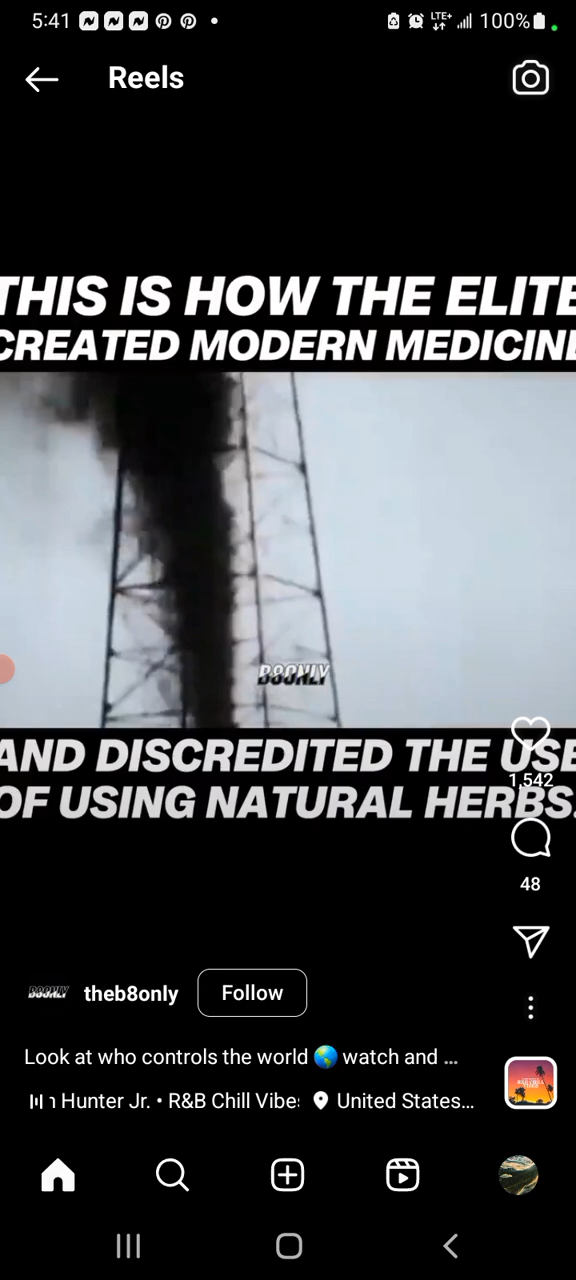 5:41
LTE+
100%
Reels
THIS IS HOW THE ELITE
CREATED MODERN MEDICINE
B8ONLY
AND DISCREDITED THE USE
OF USING NATURAL HERBS.
1,542
48
B8ONLY theb8only Follow
Look at who controls the world 🌎 watch and ...
Hunter Jr. • R&B Chill Vibes United States...